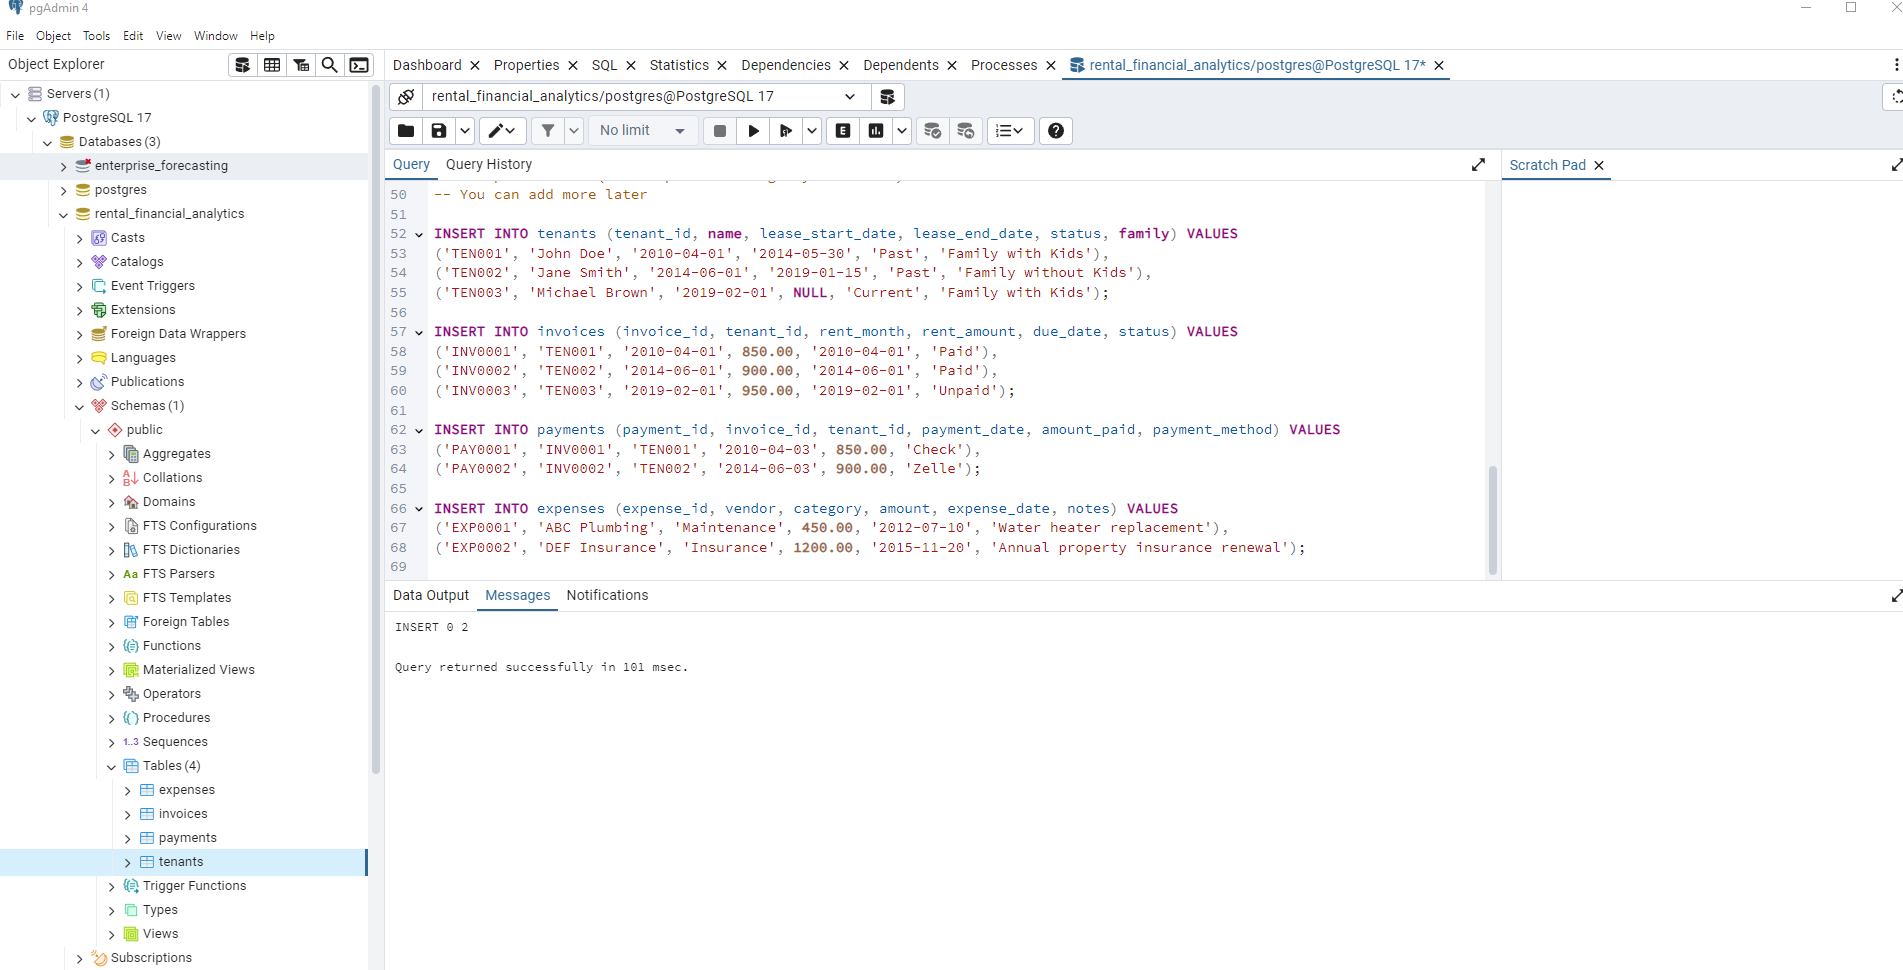 pgAdmin 4
File Object Tools Edit View Window Help
Object Explorer
Servers (1)
PostgreSQL 17
Databases (3)
enterprise_forecasting
postgres
rental_financial_analytics
Casts
Catalogs
Event Triggers
Extensions
Foreign Data Wrappers
Languages
Publications
Schemas (1)
public
Aggregates
Collations
Domains
FTS Configurations
FTS Dictionaries
Aa FTS Parsers
FTS Templates
Foreign Tables
Functions
Materialized Views
Operators
Procedures
1..3 Sequences
Tables (4)
expenses
invoices
payments
tenants
Trigger Functions
Types
Views
Subscriptions
Dashboard Properties SQL Statistics Dependencies Dependents Processes rental_financial_analytics/postgres@PostgreSQL 17*
rental_financial_analytics/postgres@PostgreSQL 17
No limit E
Query Query History
50 -- You can add more later
51
52 INSERT INTO tenants (tenant_id, name, lease_start_date, lease_end_date, status, family) VALUES
53 ('TEN001', 'John Doe', '2010-04-01', '2014-05-30', 'Past', 'Family with Kids'),
54 ('TEN002', 'Jane Smith', '2014-06-01', '2019-01-15', 'Past', 'Family without Kids'),
55 ('TEN003', 'Michael Brown', '2019-02-01', NULL, 'Current', 'Family with Kids');
56
57 INSERT INTO invoices (invoice_id, tenant_id, rent_month, rent_amount, due_date, status) VALUES
58 ('INV0001', 'TEN001', '2010-04-01', 850.00, '2010-04-01', 'Paid'),
59 ('INV0002', 'TEN002', '2014-06-01', 900.00, '2014-06-01', 'Paid'),
60 ('INV0003', 'TEN003', '2019-02-01', 950.00, '2019-02-01', 'Unpaid');
61
62 INSERT INTO payments (payment_id, invoice_id, tenant_id, payment_date, amount_paid, payment_method) VALUES
63 ('PAY0001', 'INV0001', 'TEN001', '2010-04-03', 850.00, 'Check'),
64 ('PAY0002', 'INV0002', 'TEN002', '2014-06-03', 900.00, 'Zelle');
65
66 INSERT INTO expenses (expense_id, vendor, category, amount, expense_date, notes) VALUES
67 ('EXP0001', 'ABC Plumbing', 'Maintenance', 450.00, '2012-07-10', 'Water heater replacement'),
68 ('EXP0002', 'DEF Insurance', 'Insurance', 1200.00, '2015-11-20', 'Annual property insurance renewal');
69
Scratch Pad
Data Output Messages Notifications
INSERT 0 2
Query returned successfully in 101 msec.